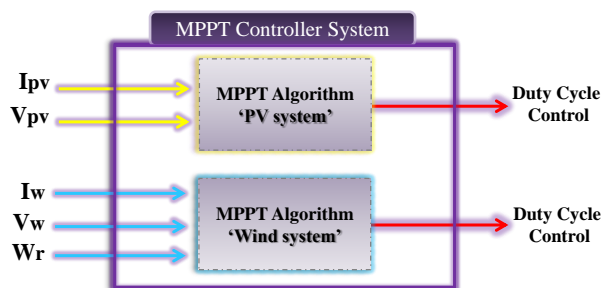 MPPT Controller System
Ipv
Vpv
MPPT Algorithm
‘PV system’
Duty Cycle
Control
Iw
Vw
Wr
MPPT Algorithm
‘Wind system’
Duty Cycle
Control